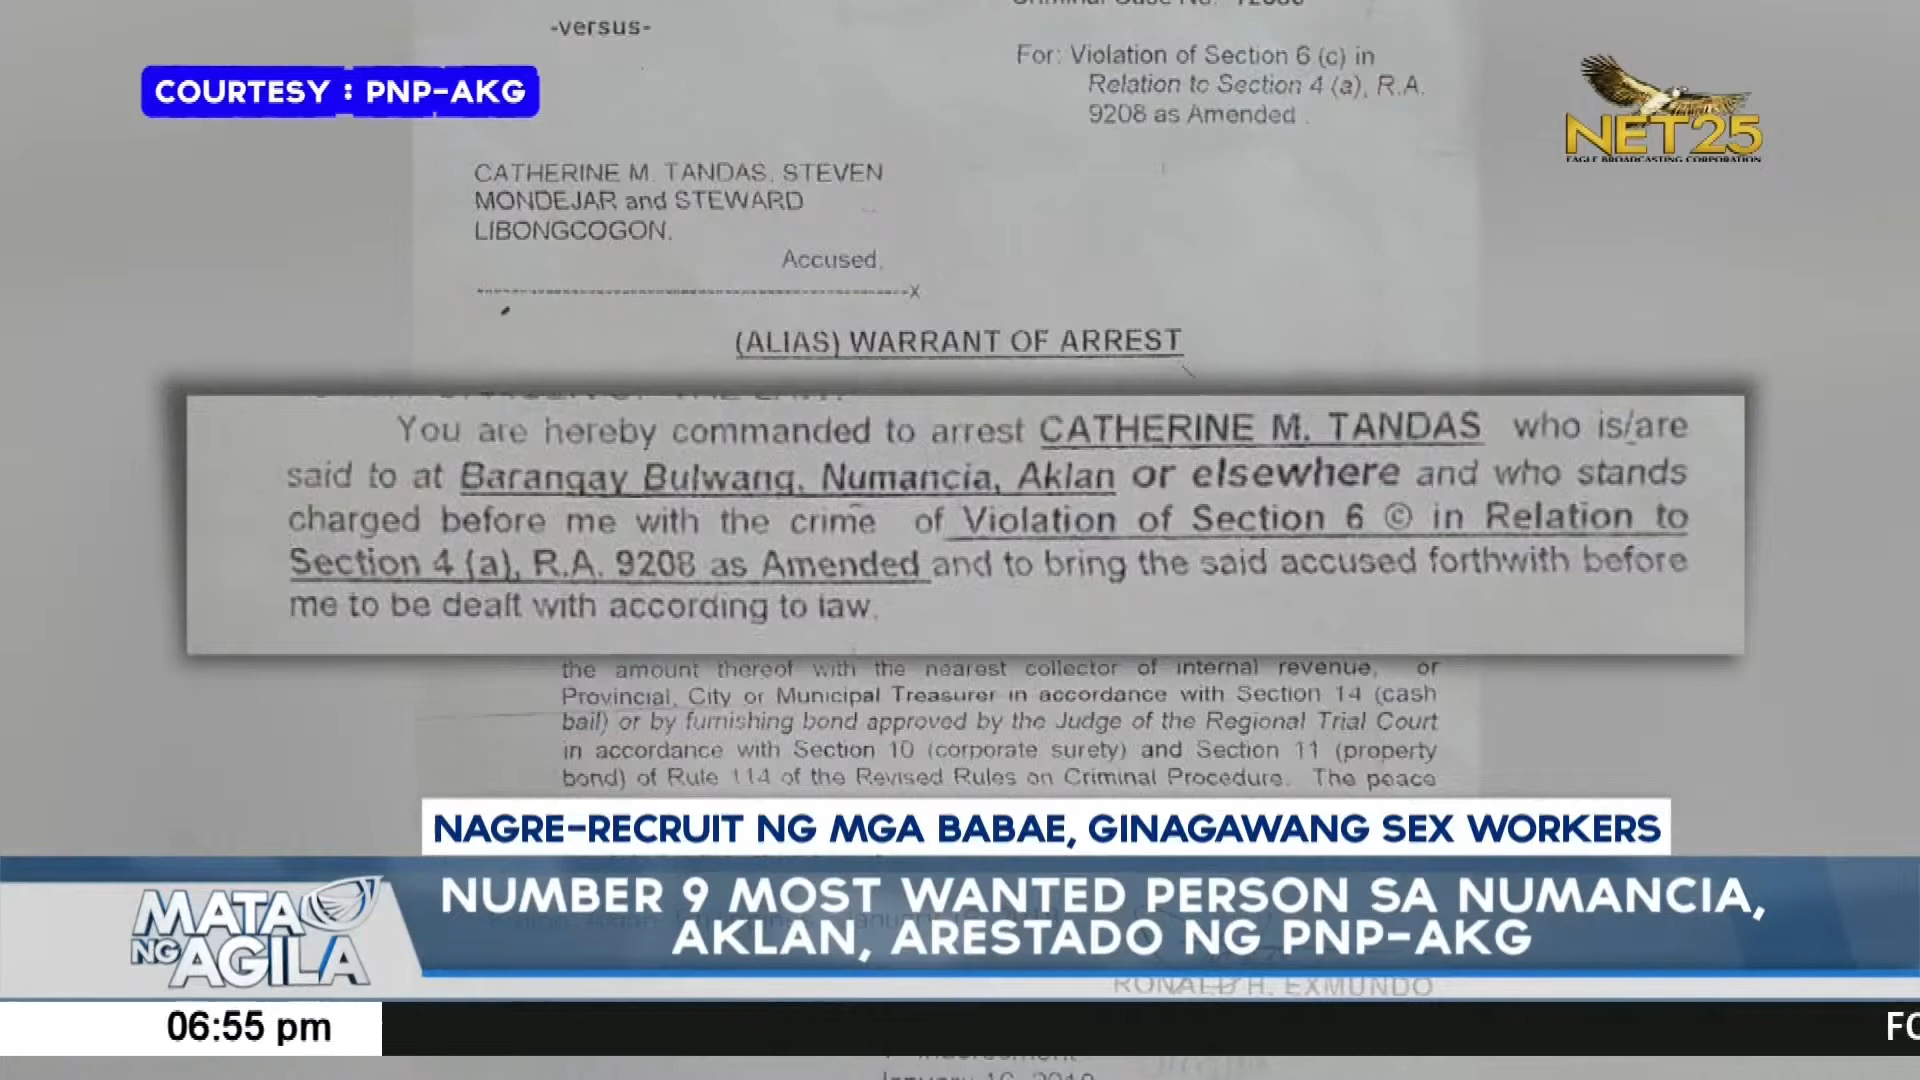 -versus-
COURTESY : PNP-AKG
For: Violation of Section 6 (c) in
Relation to Section 4 (a), R.A.
9208 as Amended
NET25
EAGLE BROADCASTING CORPORATION
CATHERINE M. TANDAS, STEVEN
MONDEJAR and STEWARD
LIBONGCOGON,
Accused.
x
(ALIAS) WARRANT OF ARREST
You are hereby commanded to arrest CATHERINE M. TANDAS who is/are
said to at Barangay Bulwang, Numancia, Aklan or elsewhere and who stands
charged before me with the crime of Violation of Section 6 © in Relation to
Section 4 (a), R.A. 9208 as Amended and to bring the said accused forthwith before
me to be dealt with according to law.
the amount thereof with the nearest collector of internal revenue, or
Provincial, City or Municipal Treasurer in accordance with Section 14 (cash
bail) or by furnishing bond approved by the Judge of the Regional Trial Court
in accordance with Section 10 (corporate surety) and Section 11 (property
bond) of Rule 114 of the Revised Rules on Criminal Procedure. The peace
NAGRE-RECRUIT NG MGA BABAE, GINAGAWANG SEX WORKERS
MATA NG AGILA
NUMBER 9 MOST WANTED PERSON SA NUMANCIA,
AKLAN, ARESTADO NG PNP-AKG
RONALD H. EXMUNDO
06:55 pm
FO